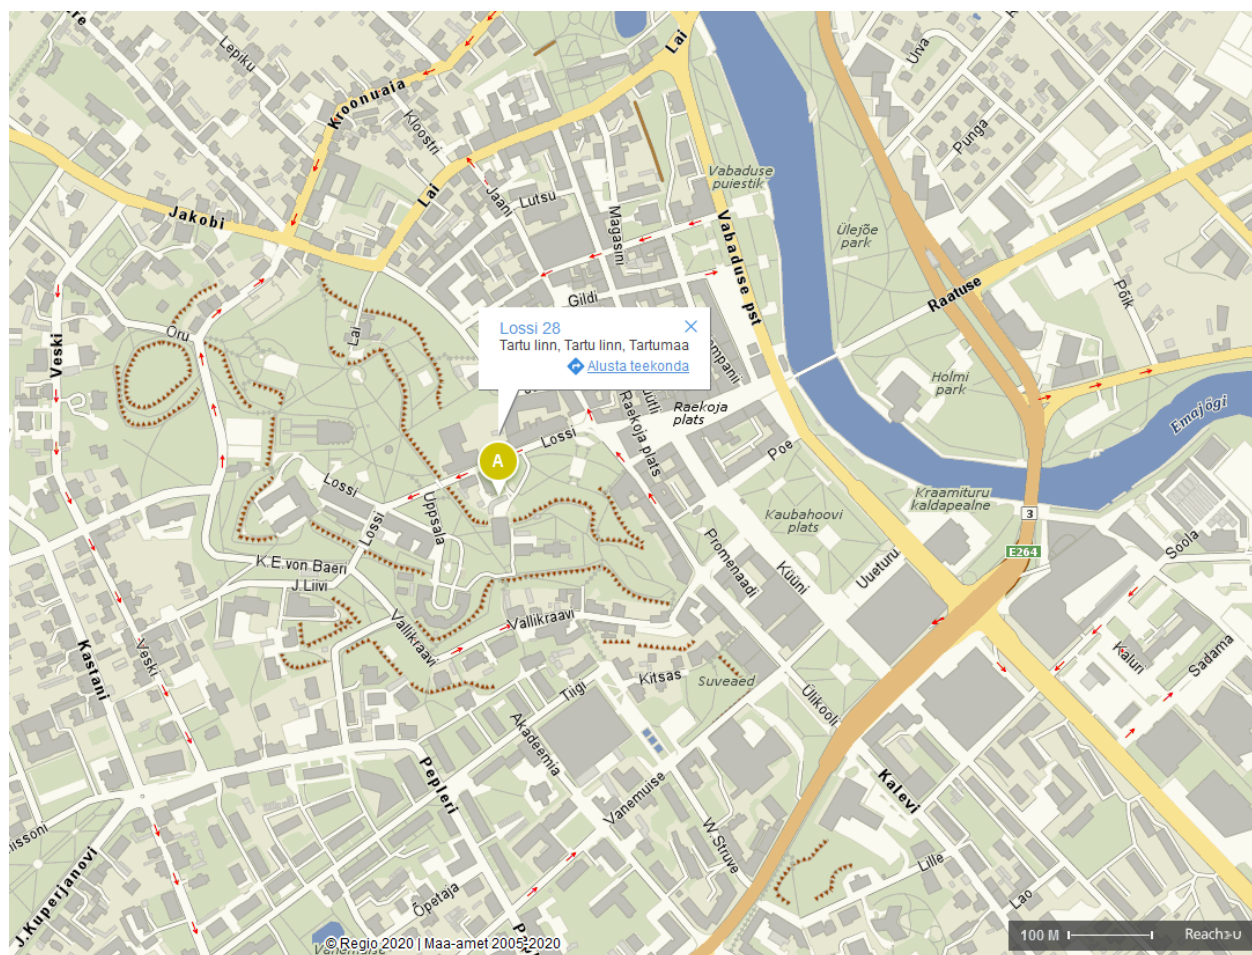 Lepiku
Kroonuaia
Kloostri
Lai
Urva
Punga
Jakobi
Lai
Jaani
Lutsu
Magasini
Vabaduse
puiestik
Vabaduse pst
Ülejõe
park
Raatuse
Põik
Veski
Oru
Lai
Gildi
Lossi 28
Tartu linn, Tartu linn, Tartumaa
Alusta teekonda
Holmi
park
Emajõgi
Raekoja
plats
Raekoja plats
Poe
Lossi
A
Lossi
Lossi
Uppsala
Kaubahoovi
plats
Kraamituru
kaldapealne
3
E264
Soola
K.E.von Baeri
J.Liivi
Promenaadi
Küüni
Uueturu
Vallikraavi
Vallikraavi
Kastani
Veski
Kitsas
Suveaed
Tiigi
Ülikooli
Kaluri
Sadama
Akadeemia
Pepleri
Vanemuise
Kalevi
W.Struve
Lille
Lao
J.Kuperjanovi
Õpetaja
100 M
Reach-U
© Regio 2020 | Maa-amet 2005-2020